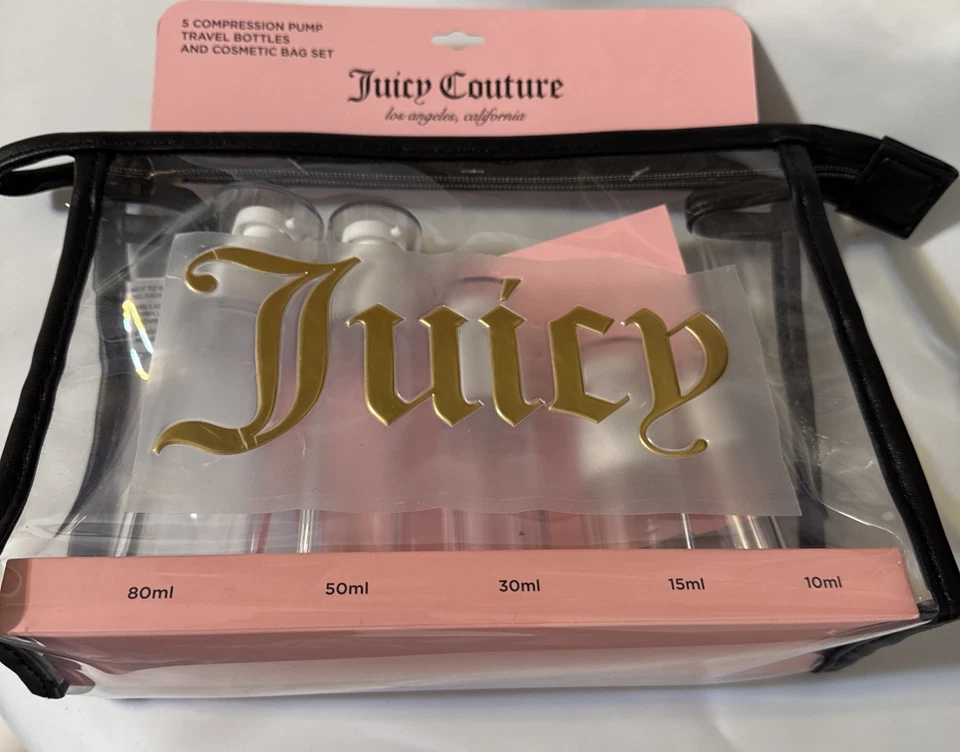 5 COMPRESSION PUMP
TRAVEL BOTTLES
AND COSMETIC BAG SET
Juicy Couture
los angeles, california
Juicy
80ml 50ml 30ml 15ml 10ml